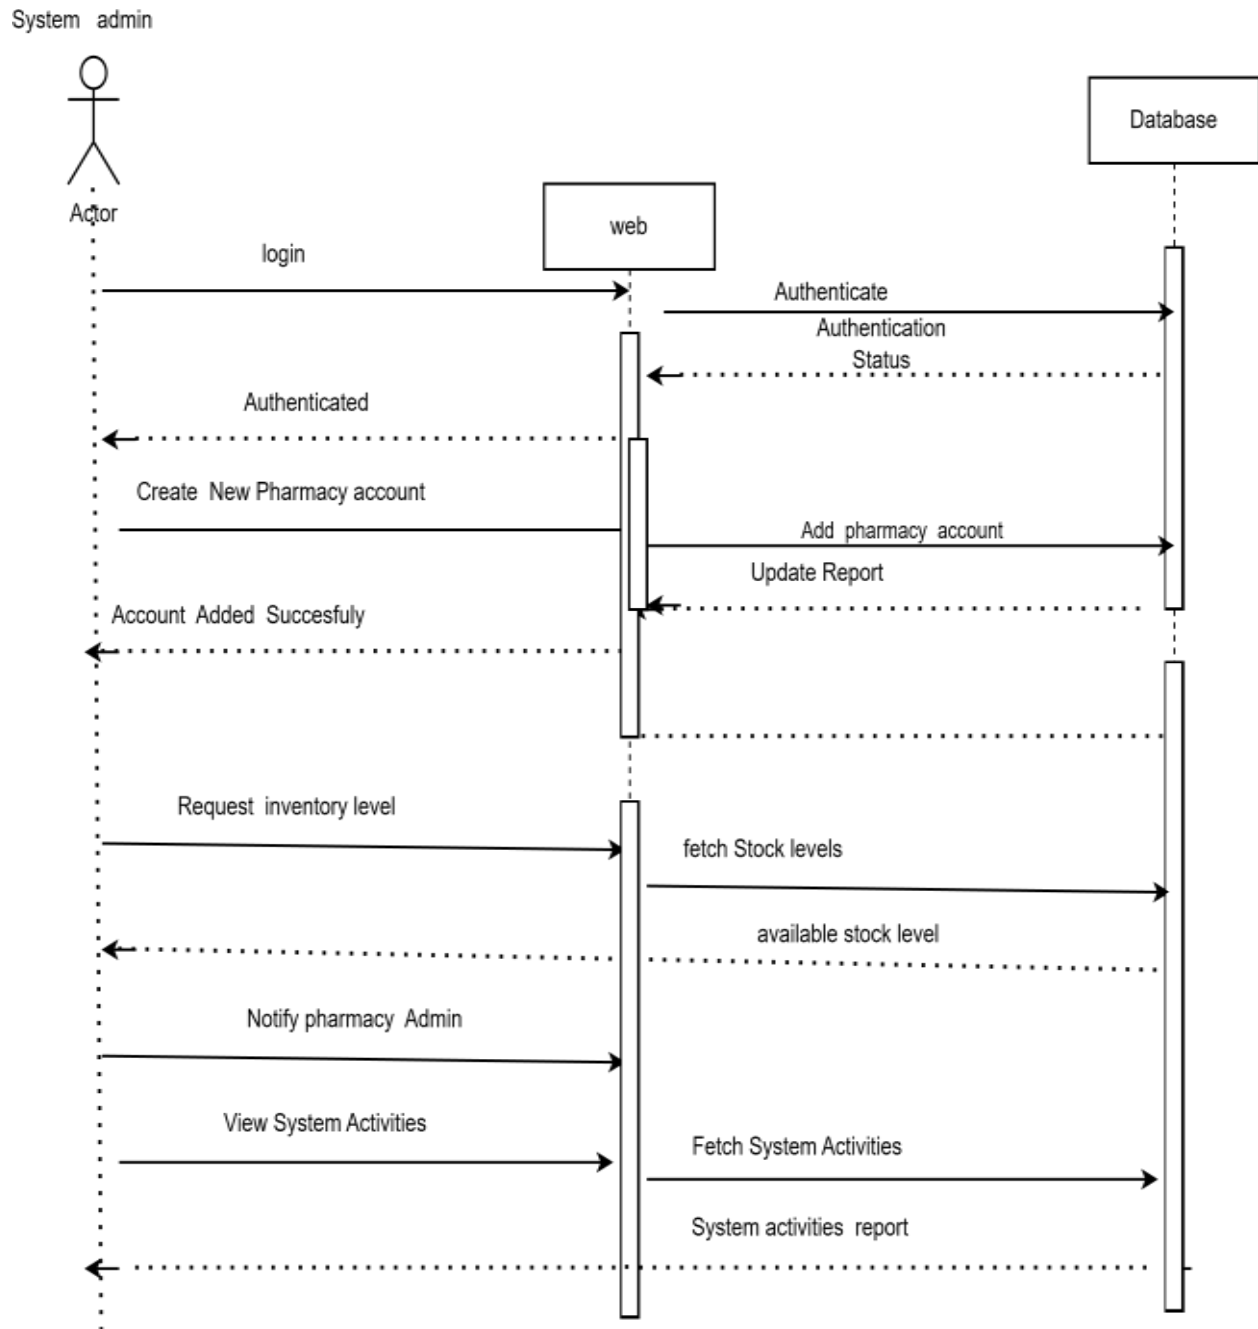 System admin
Database
Actor
web
login
Authenticate
Authentication
Status
Authenticated
Create New Pharmacy account
Add pharmacy account
Update Report
Account Added Succesfuly
Request inventory level
fetch Stock levels
available stock level
Notify pharmacy Admin
View System Activities
Fetch System Activities
System activities report